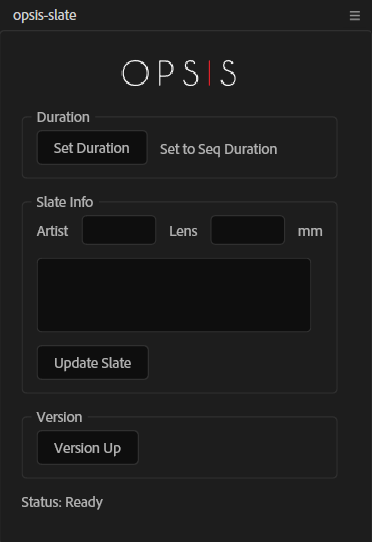 opsis-slate
OPSIS
Duration
Set Duration Set to Seq Duration
Slate Info
Artist Lens mm
Update Slate
Version
Version Up
Status: Ready